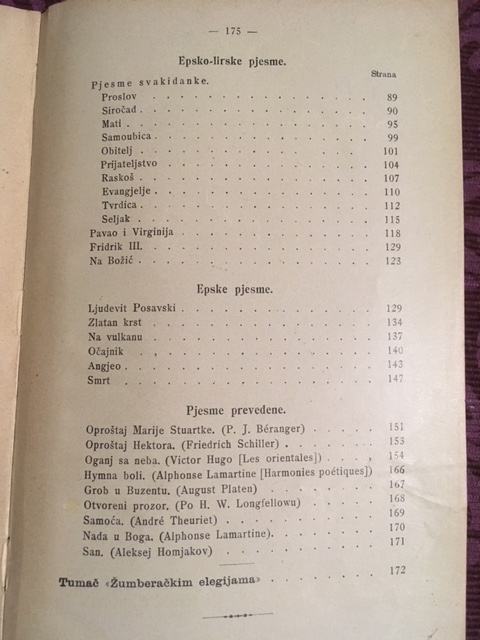 — 175 —
Epsko-lirske pjesme.
Strana
Pjesme svakidanke.
Proslov . . . . . . . . . . . . . . 89
Siročad . . . . . . . . . . . . . . 90
Mati . . . . . . . . . . . . . . 95
Samoubica . . . . . . . . . . . . . 99
Obitelj . . . . . . . . . . . . . . 101
Prijateljstvo . . . . . . . . . . . . . 104
Raskoš . . . . . . . . . . . . . . 107
Evangjelje . . . . . . . . . . . . . 110
Tvrdica . . . . . . . . . . . . . . 112
Seljak . . . . . . . . . . . . . . 115
Pavao i Virginija . . . . . . . . . . . . 118
Fridrik III. . . . . . . . . . . . . . 129
Na Božić . . . . . . . . . . . . . . 123
Epske pjesme.
Ljudevit Posavski . . . . . . . . . . . . 129
Zlatan krst . . . . . . . . . . . . . 134
Na vulkanu . . . . . . . . . . . . . 137
Očajnik . . . . . . . . . . . . . . 140
Angjeo . . . . . . . . . . . . . . 143
Smrt . . . . . . . . . . . . . . 147
Pjesme prevedene.
Oproštaj Marije Stuartke. (P. J. Béranger) . . . . . 151
Oproštaj Hektora. (Friedrich Schiller) . . . . . . 153
Oganj sa neba. (Victor Hugo [Les orientales]) . . . . 154
Hymna boli. (Alphonse Lamartine [Harmonies poétiques]) 166
Grob u Buzentu. (August Platen) . . . . . . . 167
Otvoreni prozor. (Po H. W. Longfellowu) . . . . . 168
Samoća. (André Theuriet) . . . . . . . . . 169
Nada u Boga. (Alphonse Lamartine). . . . . . . 170
San. (Aleksej Homjakov) . . . . . . . . . 171
Tumač «Žumberačkim elegijama» . . . . . . . 172